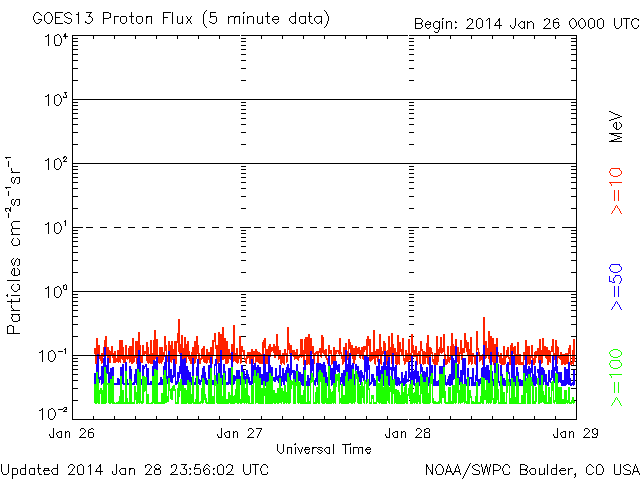 GOES13 Proton Flux (5 minute data)
Begin: 2014 Jan 26 0000 UTC
10⁴
10³
10²
10¹
10⁰
10⁻¹
10⁻²
Particles cm⁻²s⁻¹sr⁻¹
MeV
>=10
>=50
>=100
Jan 26 Jan 27 Jan 28 Jan 29
Universal Time
Updated 2014 Jan 28 23:56:02 UTC
NOAA/SWPC Boulder, CO USA